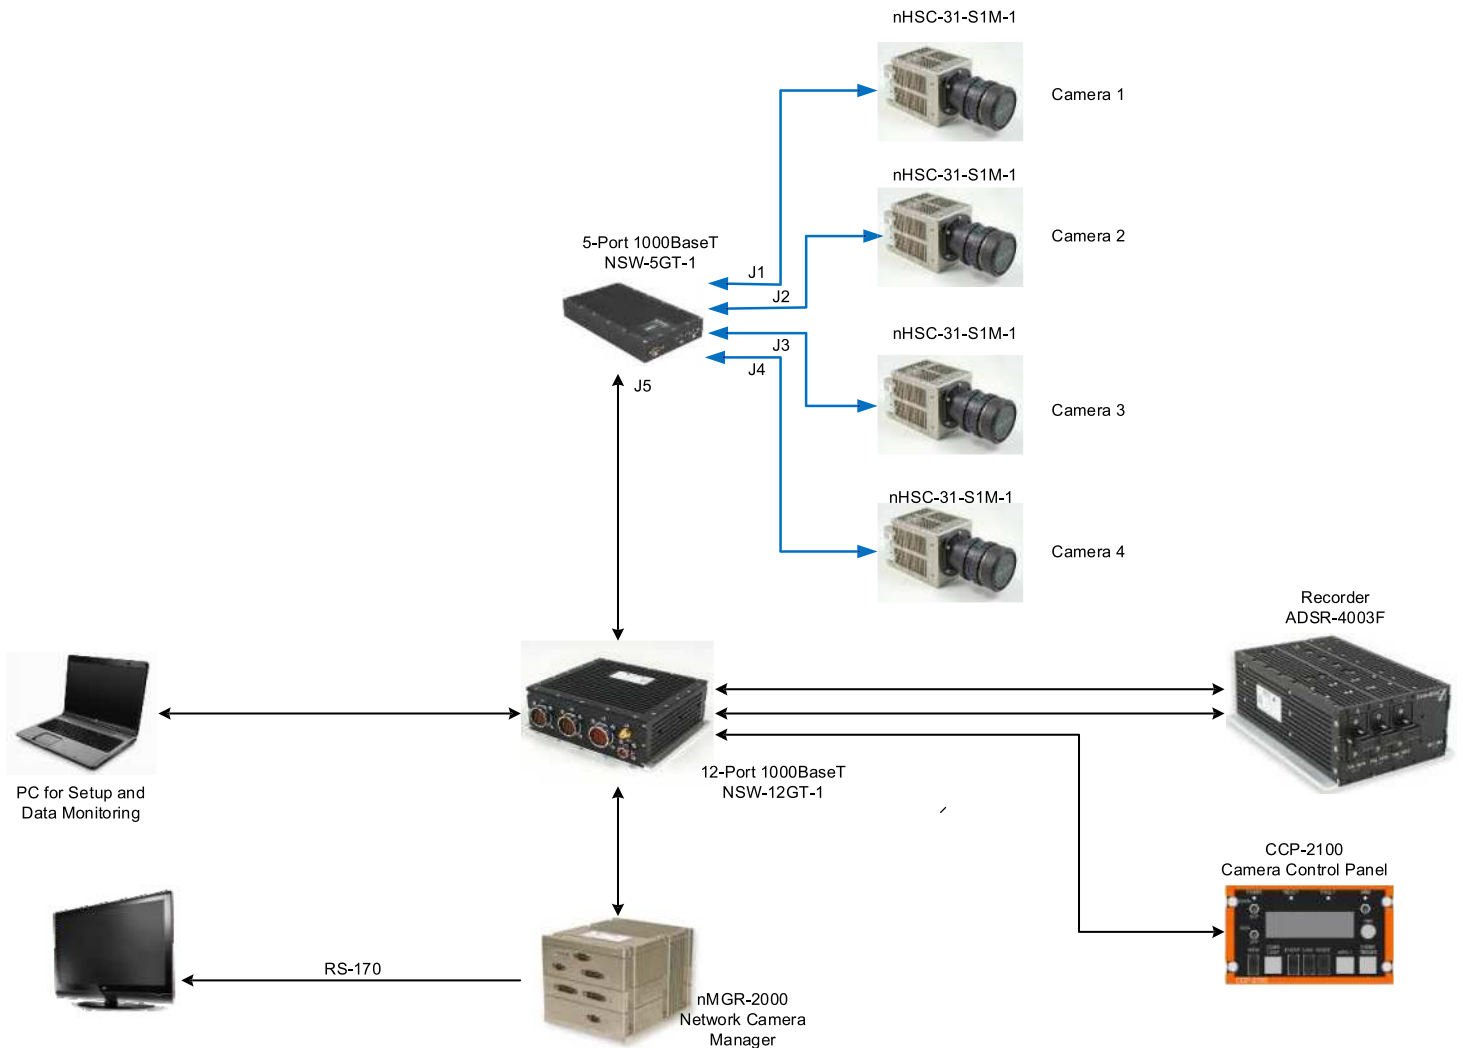 nHSC-31-S1M-1
Camera 1
nHSC-31-S1M-1
Camera 2
5-Port 1000BaseT
NSW-5GT-1
J1
J2
J3
J4
J5
nHSC-31-S1M-1
Camera 3
nHSC-31-S1M-1
Camera 4
Recorder
ADSR-4003F
PC for Setup and
Data Monitoring
12-Port 1000BaseT
NSW-12GT-1
CCP-2100
Camera Control Panel
RS-170
nMGR-2000
Network Camera
Manager